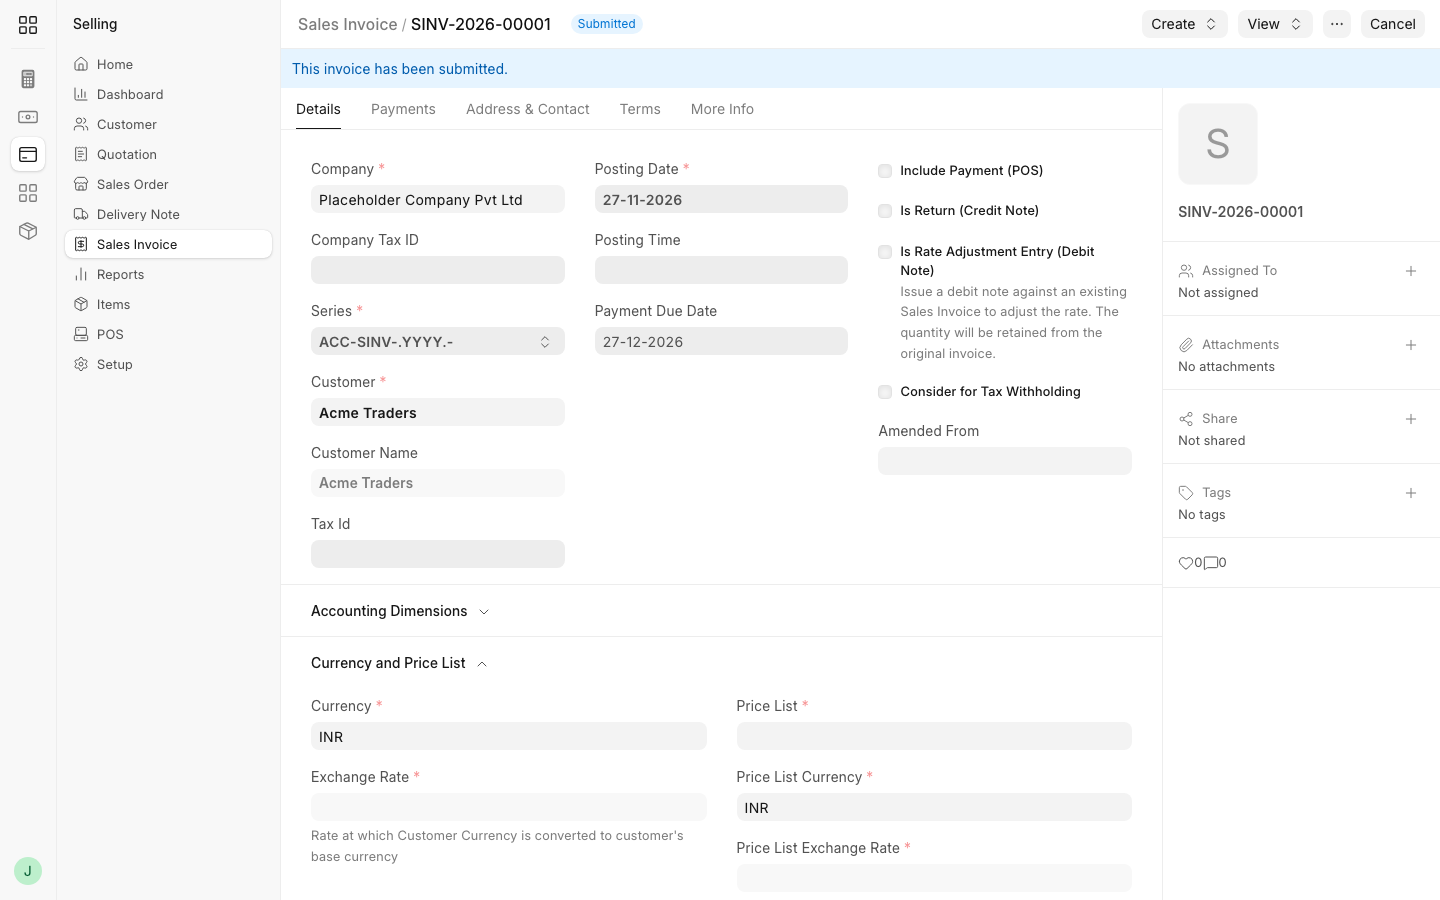 Selling
Home
Dashboard
Customer
Quotation
Sales Order
Delivery Note
Sales Invoice
Reports
Items
POS
Setup
J
Sales Invoice / SINV-2026-00001 Submitted
Create View ... Cancel
This invoice has been submitted.
Details Payments Address & Contact Terms More Info
Company *
Placeholder Company Pvt Ltd
Company Tax ID
Series *
ACC-SINV-.YYYY.-
Customer *
Acme Traders
Customer Name
Acme Traders
Tax Id
Posting Date *
27-11-2026
Posting Time
Payment Due Date
27-12-2026
Include Payment (POS)
Is Return (Credit Note)
Is Rate Adjustment Entry (Debit
Note)
Issue a debit note against an existing
Sales Invoice to adjust the rate. The
quantity will be retained from the
original invoice.
Consider for Tax Withholding
Amended From
Accounting Dimensions
Currency and Price List
Currency *
INR
Exchange Rate *
Rate at which Customer Currency is converted to customer's
base currency
Price List *
Price List Currency *
INR
Price List Exchange Rate *
S
SINV-2026-00001
Assigned To
Not assigned
Attachments
No attachments
Share
Not shared
Tags
No tags
0 0